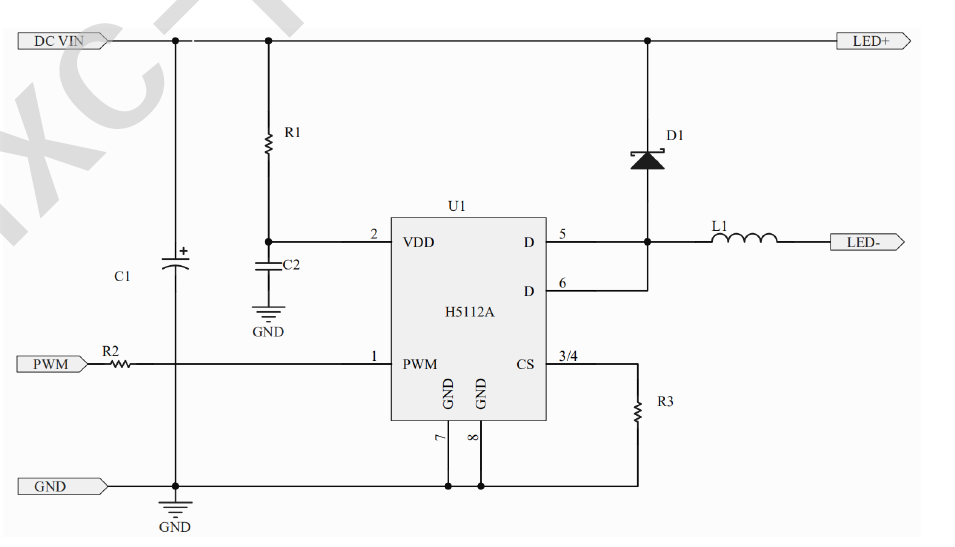 DC VIN
LED+
R1
D1
U1
L1
2
VDD
D
5
LED-
C2
C1
D
6
H5112A
GND
R2
PWM
1
PWM
CS
3/4
GND
GND
R3
7
8
GND
GND